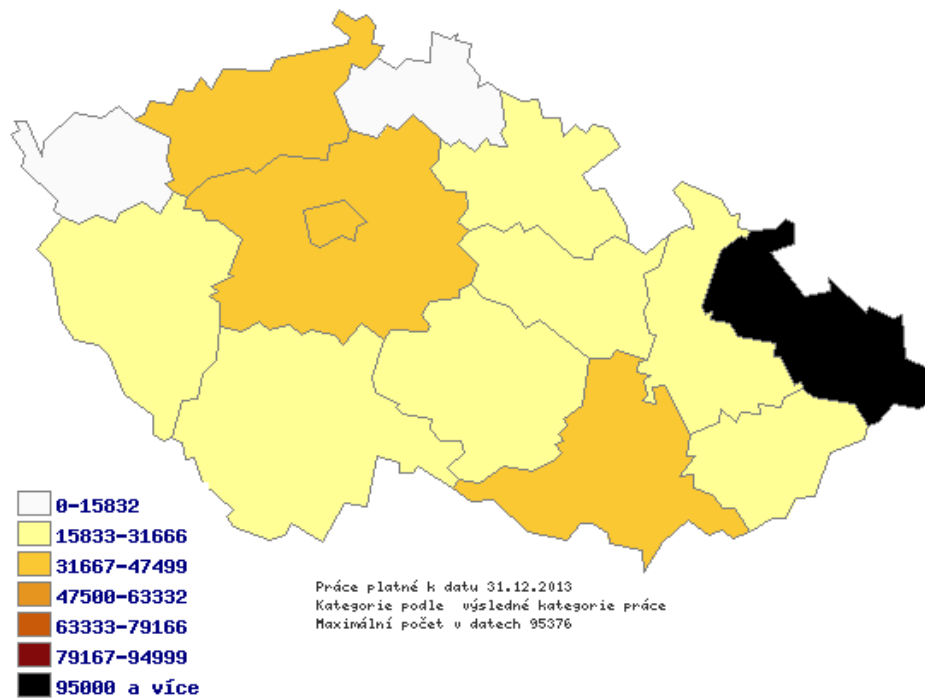 0-15832
15833-31666
31667-47499
47500-63332
63333-79166
79167-94999
95000 a více
Práce platné k datu 31.12.2013
Kategorie podle  výsledné kategorie práce
Maximální počet v datech 95376